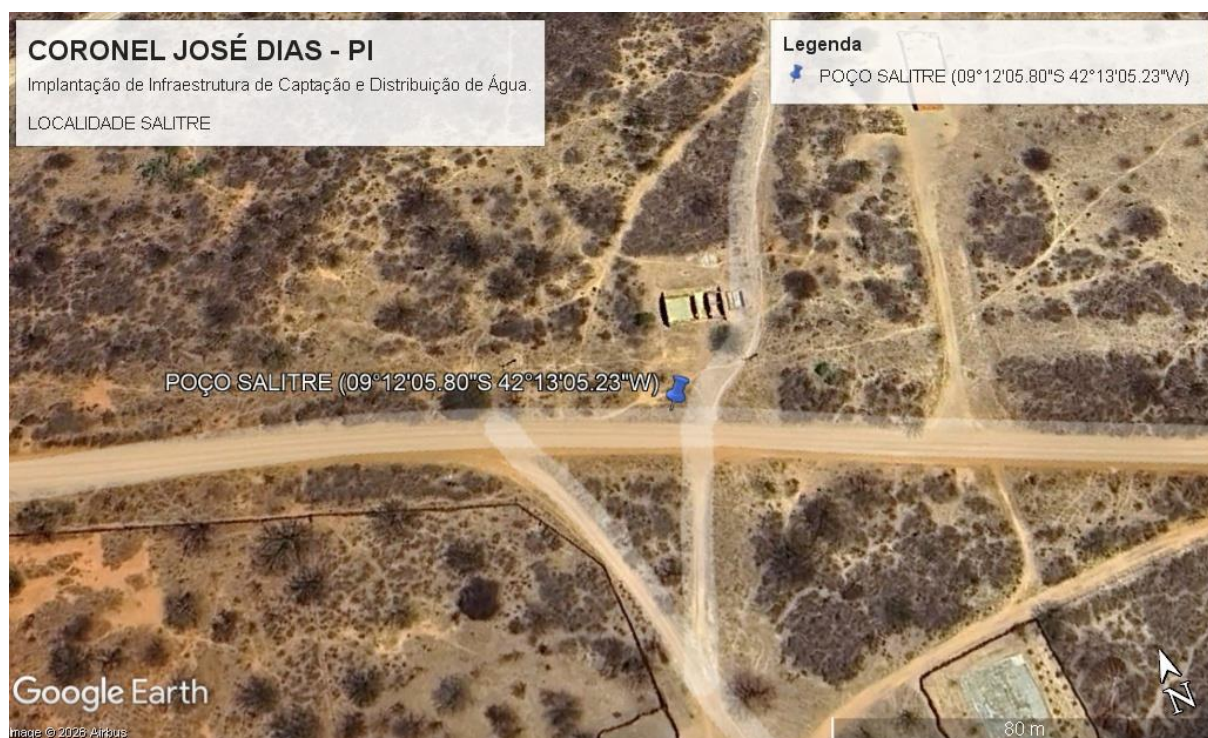 CORONEL JOSÉ DIAS - PI
Implantação de Infraestrutura de Captação e Distribuição de Água.
LOCALIDADE SALITRE
Legenda
POÇO SALITRE (09°12'05.80"S 42°13'05.23"W)
POÇO SALITRE (09°12'05.80"S 42°13'05.23"W)
Google Earth
Image © 2026 Airbus
80 m
N